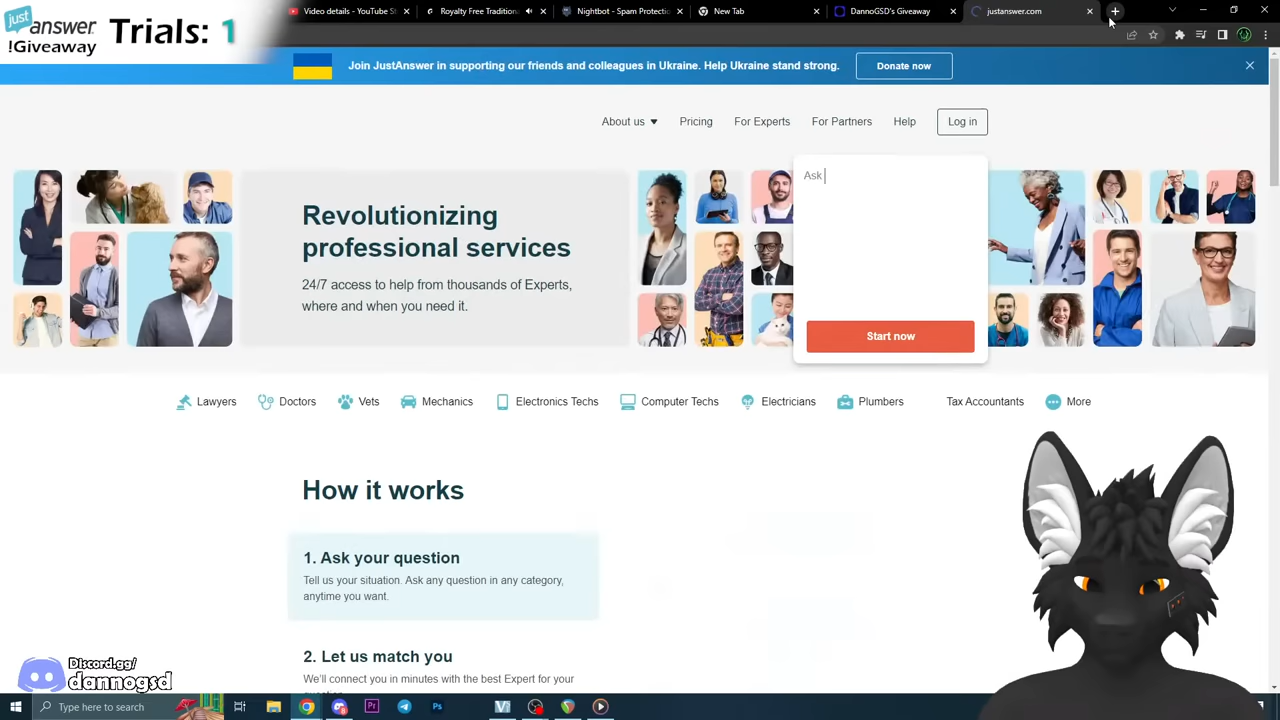 just
answer
!Giveaway
Trials: 1
Video details - YouTube St
Royalty Free Traditiona
Nightbot - Spam Protectio
New Tab
DannoGSD's Giveaway
justanswer.com
Join JustAnswer in supporting our friends and colleagues in Ukraine. Help Ukraine stand strong.
Donate now
About us
Pricing
For Experts
For Partners
Help
Log in
Ask
Revolutionizing
professional services
24/7 access to help from thousands of Experts,
where and when you need it.
Start now
Lawyers
Doctors
Vets
Mechanics
Electronics Techs
Computer Techs
Electricians
Plumbers
Tax Accountants
More
How it works
1. Ask your question
Tell us your situation. Ask any question in any category,
anytime you want.
2. Let us match you
We'll connect you in minutes with the best Expert for your
Discord.gg/
dannogsd
Type here to search